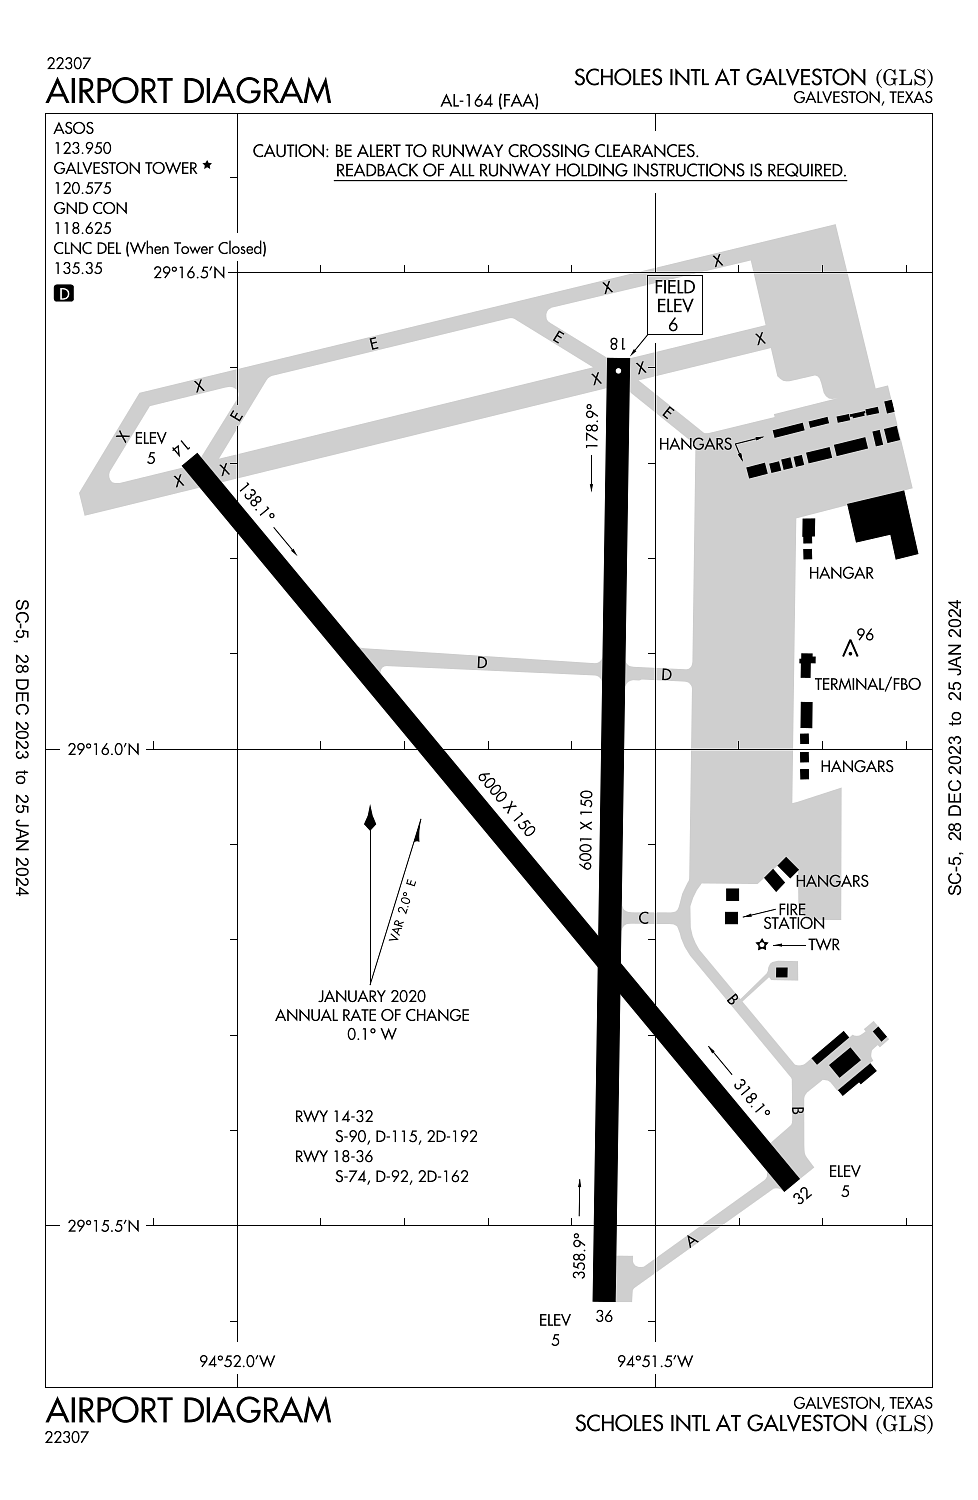 22307
AIRPORT DIAGRAM
AL-164 (FAA)
SCHOLES INTL AT GALVESTON (GLS)
GALVESTON, TEXAS
ASOS
123.950
GALVESTON TOWER ★
120.575
GND CON
118.625
CLNC DEL (When Tower Closed)
135.35
D
CAUTION: BE ALERT TO RUNWAY CROSSING CLEARANCES.
READBACK OF ALL RUNWAY HOLDING INSTRUCTIONS IS REQUIRED.
29°16.5'N
X
X
FIELD
ELEV
6
E
E
18
X
X
X
X
E
E
X
ELEV
5
14
X
X
178.9°
HANGARS
138.1°
HANGAR
96
D
D
TERMINAL/FBO
29°16.0'N
HANGARS
6000 X 150
6001 X 150
VAR 2.0° E
HANGARS
C
FIRE
STATION
TWR
B
JANUARY 2020
ANNUAL RATE OF CHANGE
0.1° W
318.1°
B
RWY 14-32
S-90, D-115, 2D-192
RWY 18-36
S-74, D-92, 2D-162
ELEV
5
32
29°15.5'N
A
358.9°
36
ELEV
5
94°52.0'W
94°51.5'W
SC-5, 28 DEC 2023 to 25 JAN 2024
SC-5, 28 DEC 2023 to 25 JAN 2024
AIRPORT DIAGRAM
22307
GALVESTON, TEXAS
SCHOLES INTL AT GALVESTON (GLS)